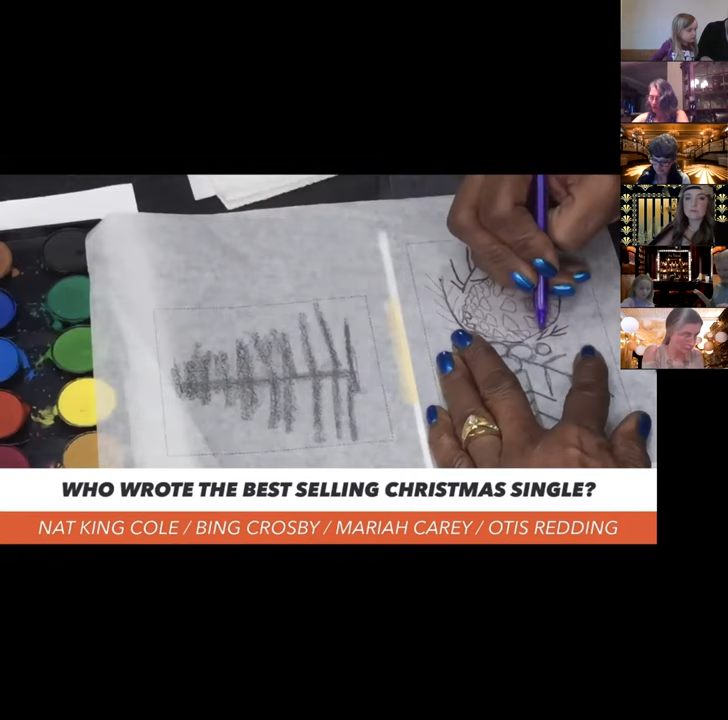 WHO WROTE THE BEST SELLING CHRISTMAS SINGLE?
NAT KING COLE / BING CROSBY / MARIAH CAREY / OTIS REDDING